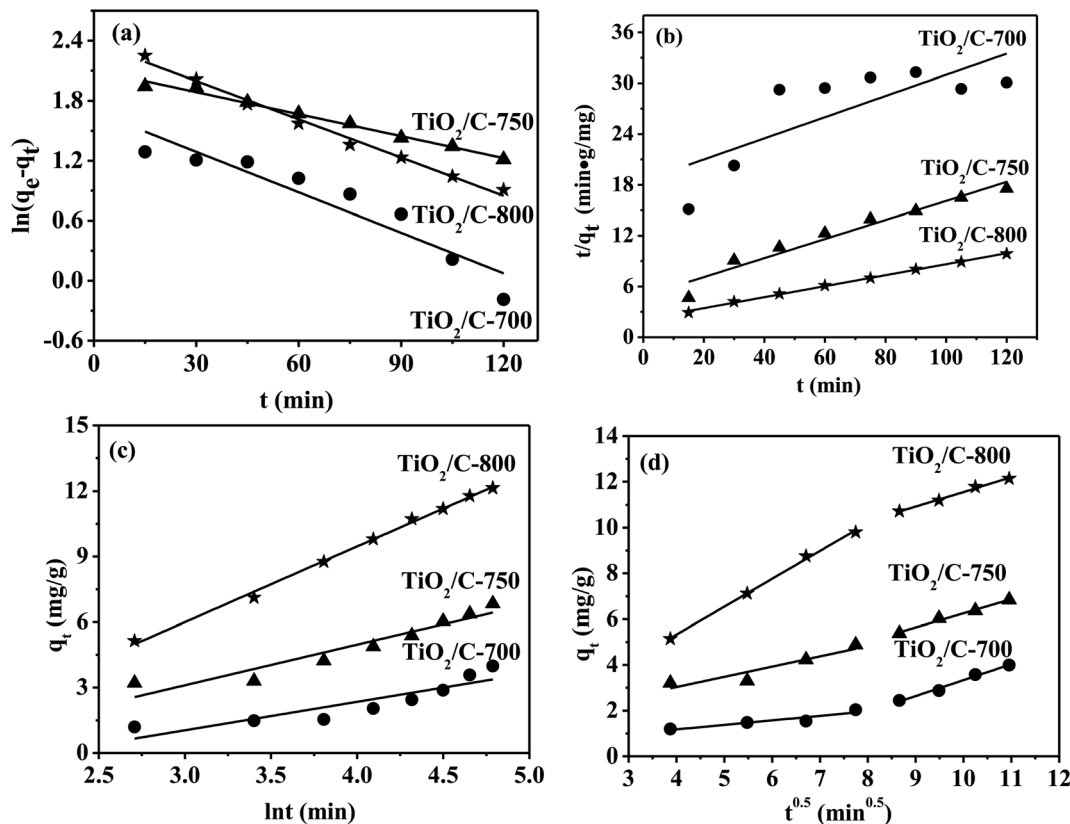 (a)
2.4
1.8
1.2
0.6
0.0
-0.6
ln(qₑ-qₜ)
TiO₂/C-750
TiO₂/C-800
TiO₂/C-700
0 30 60 90 120
t (min)
(b)
36
30
24
18
12
6
0
t/qₜ (min•g/mg)
TiO₂/C-700
TiO₂/C-750
TiO₂/C-800
0 20 40 60 80 100 120
t (min)
(c)
15
12
9
6
3
0
qₜ (mg/g)
TiO₂/C-800
TiO₂/C-750
TiO₂/C-700
2.5 3.0 3.5 4.0 4.5 5.0
lnt (min)
(d)
14
12
10
8
6
4
2
0
qₜ (mg/g)
TiO₂/C-800
TiO₂/C-750
TiO₂/C-700
3 4 5 6 7 8 9 10 11 12
t⁰·⁵ (min⁰·⁵)